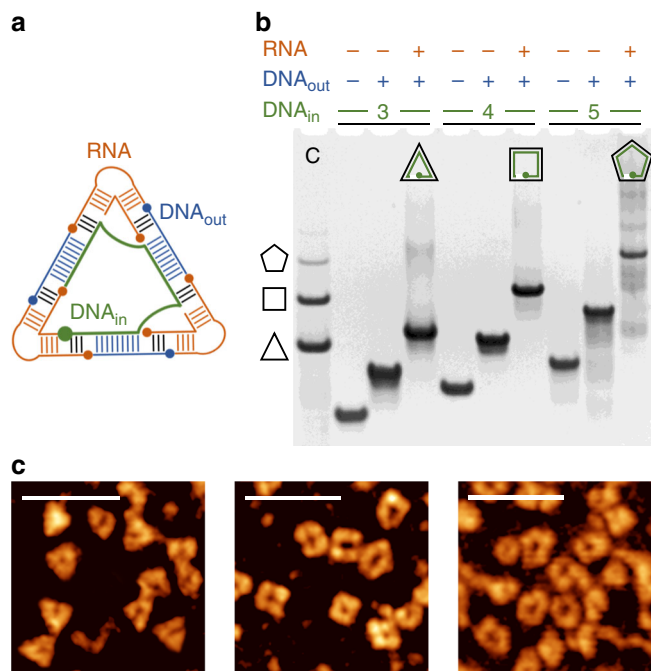 a
b
RNA − − + − − + − − +
DNAout − + + − + + − + +
DNAin 3 4 5
C
RNA
DNAout
DNAin
c